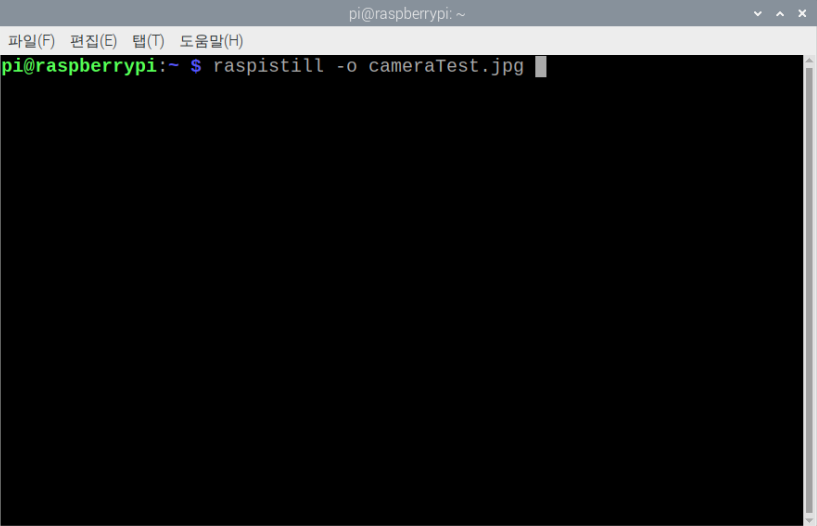 pi@raspberrypi: ~
파일(F) 편집(E) 탭(T) 도움말(H)
pi@raspberrypi:~ $ raspistill -o cameraTest.jpg